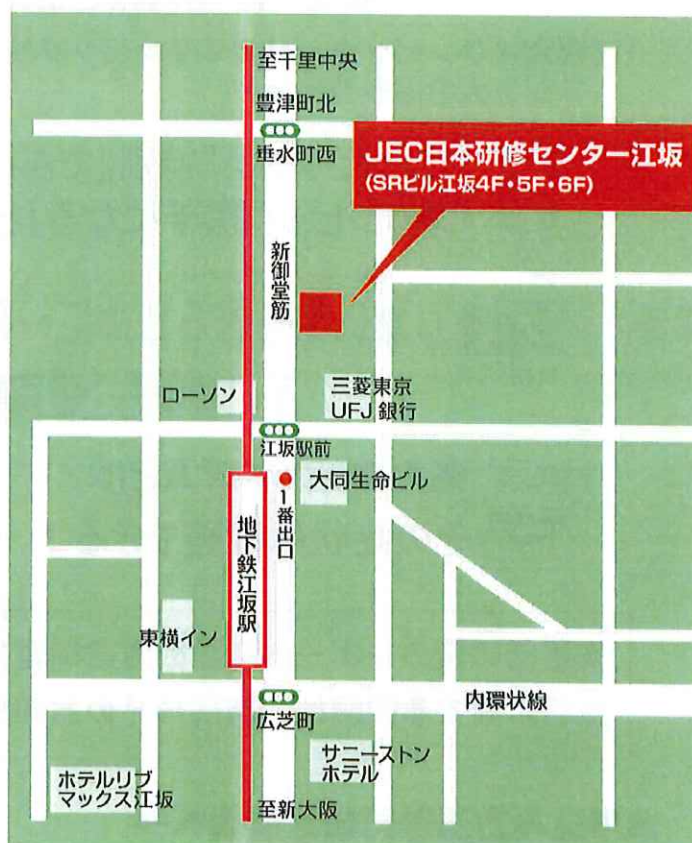 至千里中央
豊津町北
垂水町西
JEC日本研修センター江坂
(SRビル江坂4F・5F・6F)
新御堂筋
ローソン
三菱東京
UFJ 銀行
江坂駅前
大同生命ビル
1番出口
地下鉄江坂駅
東横イン
内環状線
広芝町
サニーストン
ホテル
ホテルリブ
マックス江坂
至新大阪